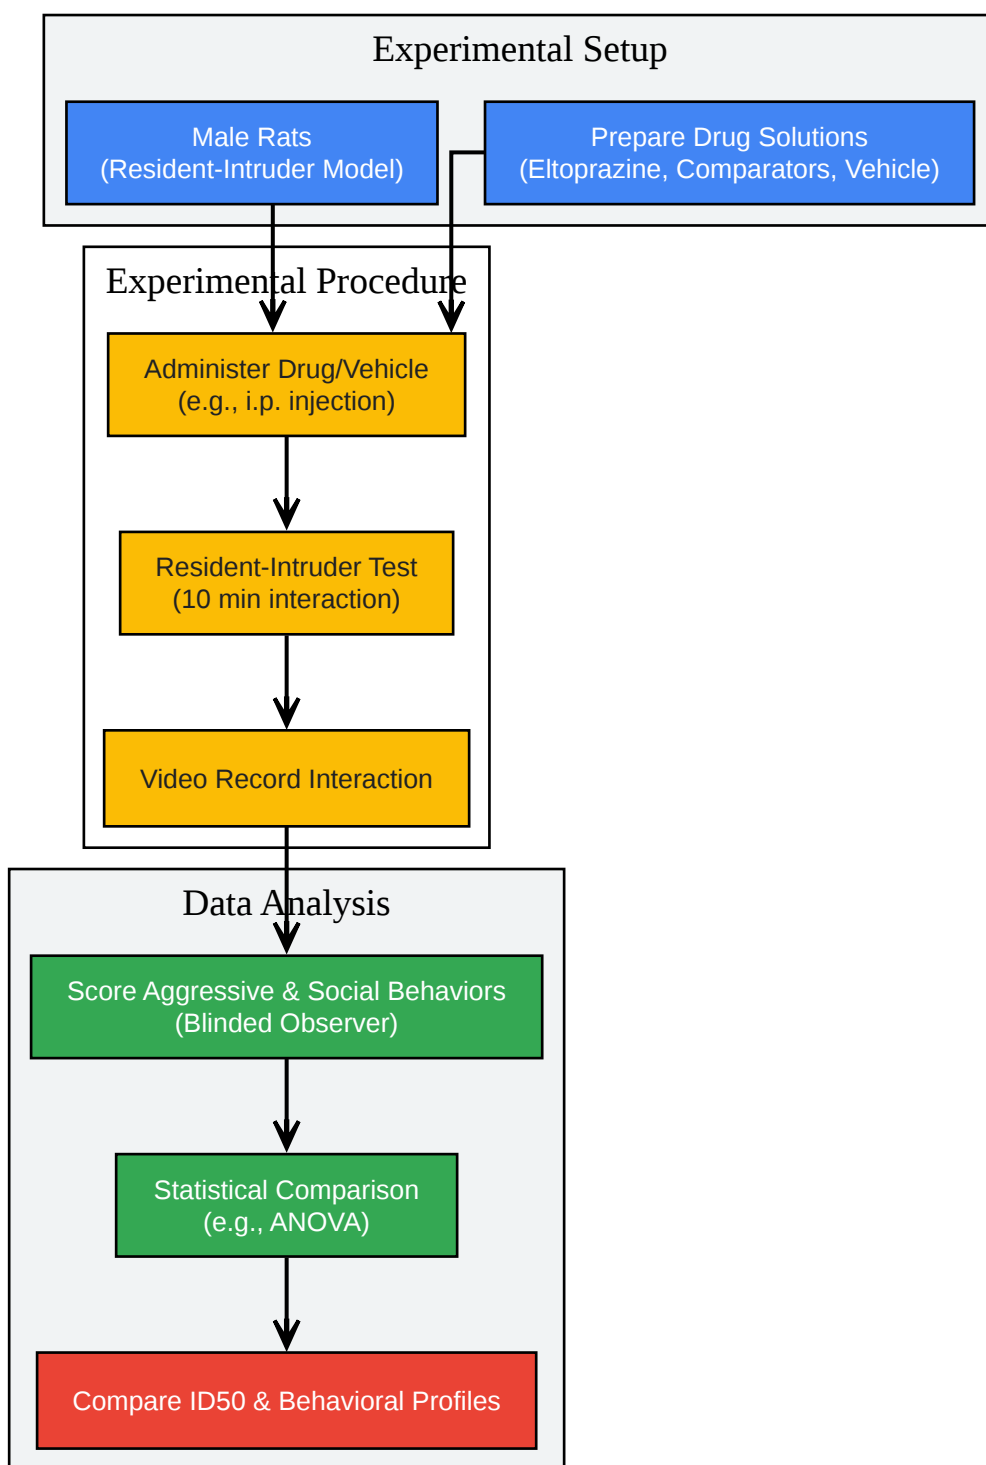 Experimental Setup
Male Rats
(Resident-Intruder Model)
Prepare Drug Solutions
(Eltoprazine, Comparators, Vehicle)
Experimental Procedure
Administer Drug/Vehicle
(e.g., i.p. injection)
Resident-Intruder Test
(10 min interaction)
Video Record Interaction
Data Analysis
Score Aggressive & Social Behaviors
(Blinded Observer)
Statistical Comparison
(e.g., ANOVA)
Compare ID50 & Behavioral Profiles